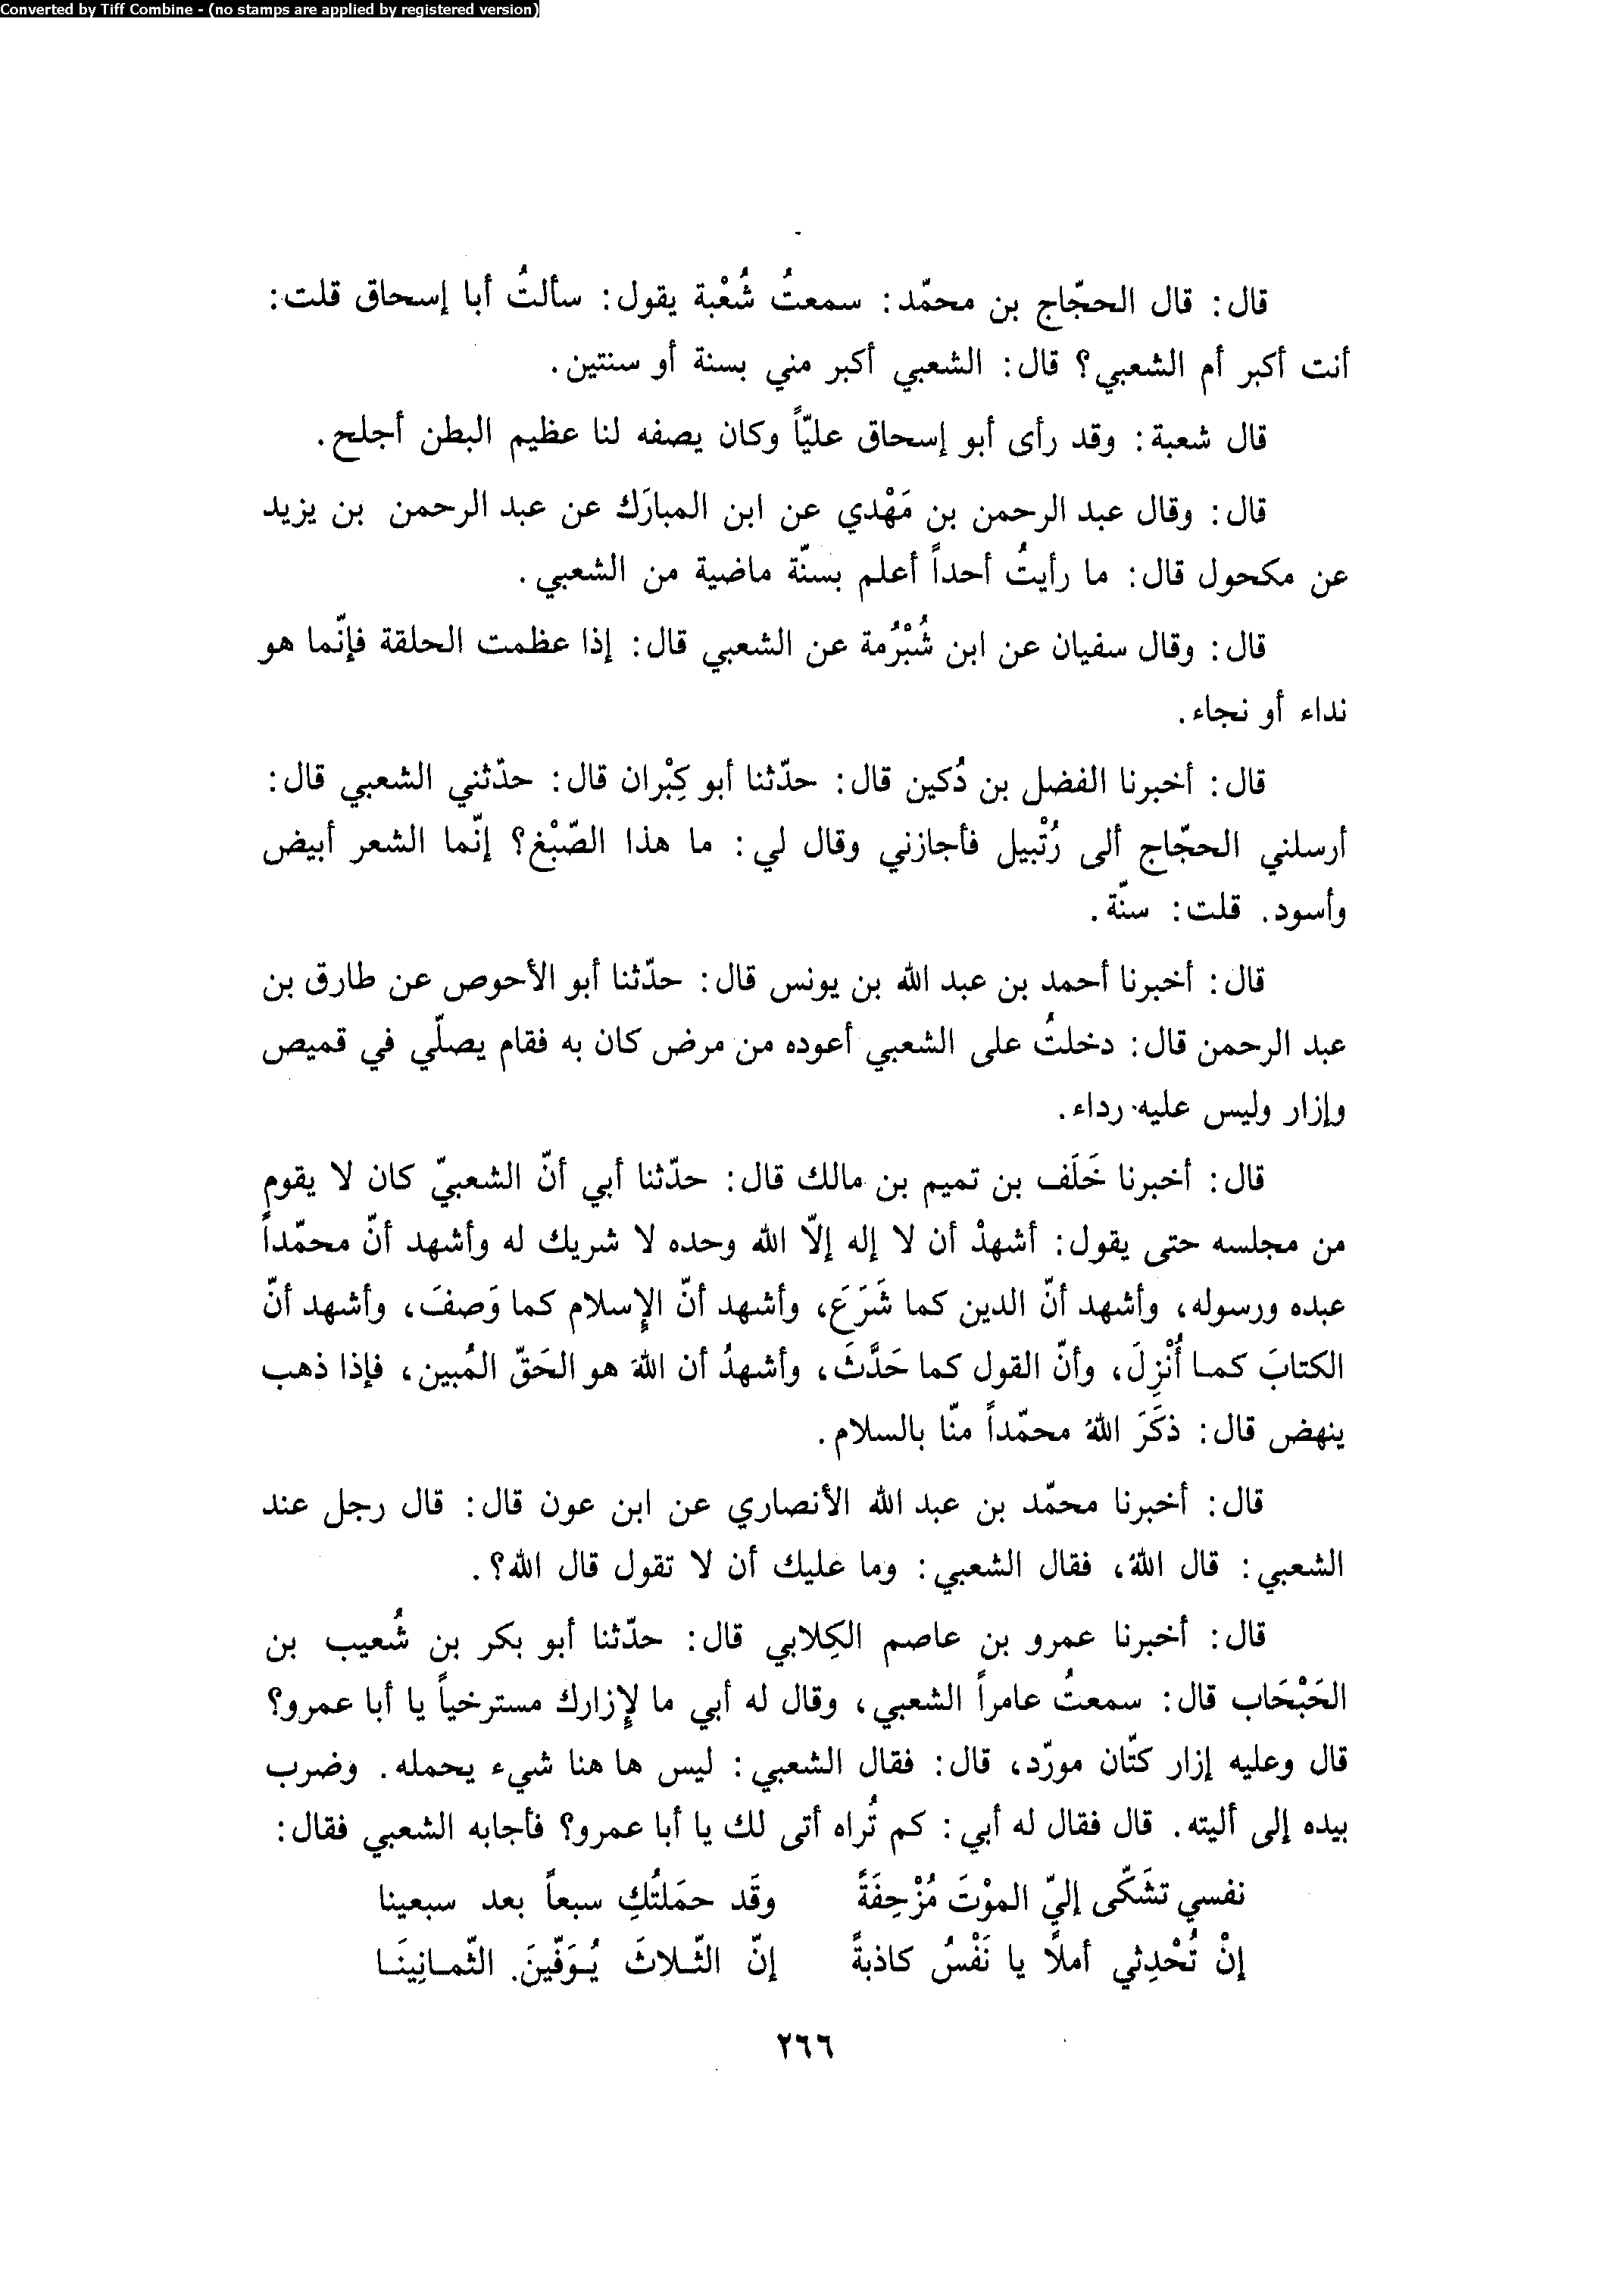 Converted by Tiff Combine - (no stamps are applied by registered version)
قال: قال الحجّاج بن محمّد: سمعتُ شُعْبة يقول: سألتُ أبا إسحاق قلت:
أنت أكبر أم الشعبي؟ قال: الشعبي أكبر مني بسنة أو سنتين.
قال شعبة: وقد رأى أبو إسحاق عليّاً وكان يصفه لنا عظيم البطن أجلح.
قال: وقال عبد الرحمن بن مَهْدي عن ابن المبارَك عن عبد الرحمن بن يزيد
عن مكحول قال: ما رأيتُ أحداً أعلم بسنّة ماضية من الشعبي.
قال: وقال سفيان عن ابن شُبْرُمة عن الشعبي قال: إذا عظمت الحلقة فإنّما هو
نداء أو نجاء.
قال: أخبرنا الفضل بن دُكين قال: حدّثنا أبو كِبْران قال: حدّثني الشعبي قال:
أرسلني الحجّاج ألى رُتْبيل فأجازني وقال لي: ما هذا الصّبْغ؟ إنّما الشعر أبيض
وأسود. قلت: سنّة.
قال: أخبرنا أحمد بن عبد الله بن يونس قال: حدّثنا أبو الأحوص عن طارق بن
عبد الرحمن قال: دخلتُ على الشعبي أعوده من مرض كان به فقام يصلّي في قميص
وإزار وليس عليه رداء.
قال: أخبرنا خَلَف بن تميم بن مالك قال: حدّثنا أبي أنّ الشعبيّ كان لا يقوم
من مجلسه حتى يقول: أشهدْ أن لا إله إلاّ الله وحده لا شريك له وأشهد أنّ محمّداً
عبده ورسوله، وأشهد أنّ الدين كما شَرَعَ، وأشهد أنّ الإسلام كما وَصفَ، وأشهد أنّ
الكتابَ كما أُنْزِلَ، وأنّ القول كما حَدَّثَ، وأشهدُ أن اللهَ هو الحَقّ المُبين، فإذا ذهب
ينهض قال: ذكَرَ اللهُ محمّداً منّا بالسلام.
قال: أخبرنا محمّد بن عبد الله الأنصاري عن ابن عون قال: قال رجل عند
الشعبي: قال اللهُ، فقال الشعبي: وما عليك أن لا تقول قال الله؟.
قال: أخبرنا عمرو بن عاصم الكِلابي قال: حدّثنا أبو بكر بن شُعيب بن
الحَبْحَاب قال: سمعتُ عامراً الشعبي، وقال له أبي ما لإزارك مسترخياً يا أبا عمرو؟
قال وعليه إزار كتّان مورّد، قال: فقال الشعبي: ليس ها هنا شيء يحمله. وضرب
بيده إلى أليته. قال فقال له أبي: كم تُراه أتى لك يا أبا عمرو؟ فأجابه الشعبي فقال:
نفسي تشَكّى إليّ الموْتَ مُزْحِفَةً وقَد حمَلتُكِ سبعاً بعد سبعينا
إنْ تُحْدِثي أملًا يا نَفْسُ كاذبةً إنّ الثّلاثَ يُوَفّينَ الثّمانِينَا
٢٦٦